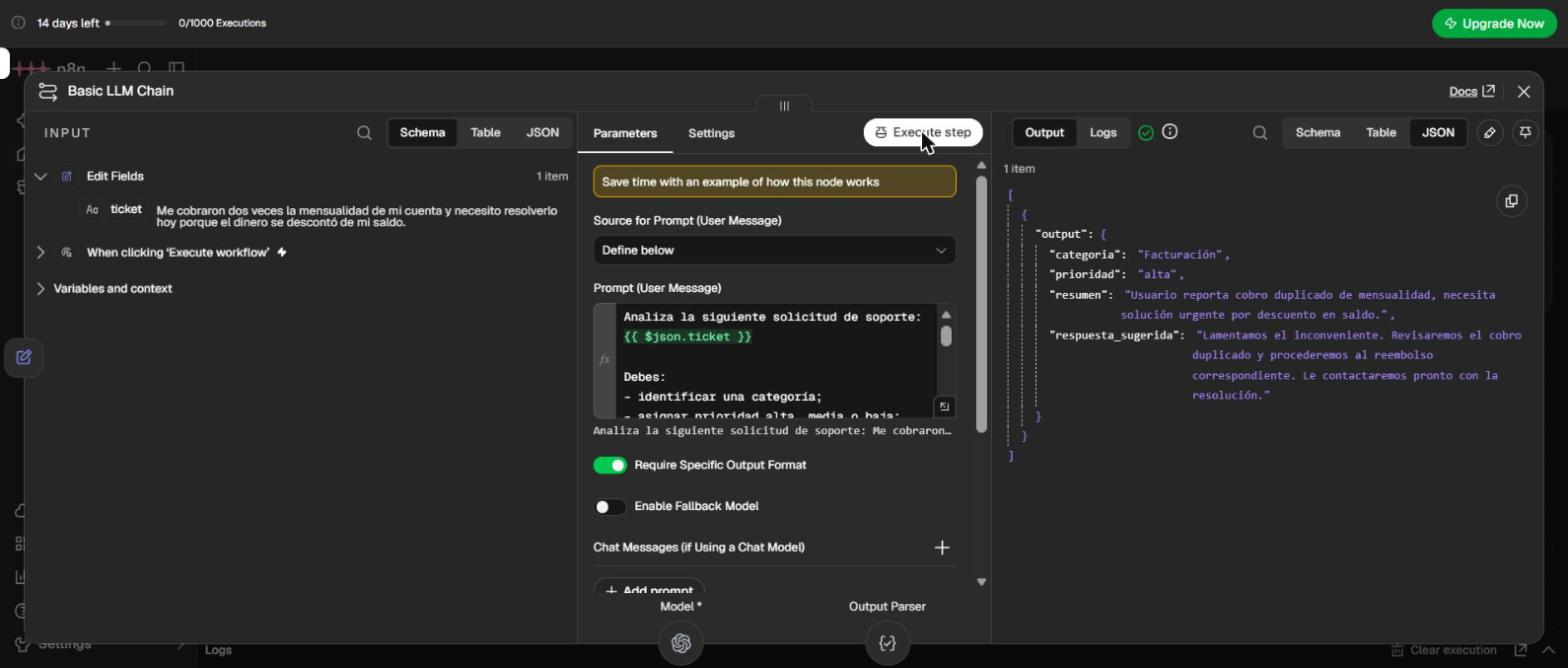 14 days left
0/1000 Executions
Upgrade Now
n8n
Basic LLM Chain
Docs
INPUT
Schema
Table
JSON
Edit Fields
1 item
ticket
Me cobraron dos veces la mensualidad de mi cuenta y necesito resolverlo
hoy porque el dinero se descontó de mi saldo.
When clicking ‘Execute workflow’
Variables and context
Parameters
Settings
Execute step
Save time with an example of how this node works
Source for Prompt (User Message)
Define below
Prompt (User Message)
fx
Analiza la siguiente solicitud de soporte:
{{ $json.ticket }}
Debes:
- identificar una categoría;
- asignar prioridad alta, media o baja;
Analiza la siguiente solicitud de soporte: Me cobraron…
Require Specific Output Format
Enable Fallback Model
Chat Messages (if Using a Chat Model)
Add prompt
Model *
Output Parser
Output
Logs
Schema
Table
JSON
1 item
[
{
"output": {
"categoria": "Facturación",
"prioridad": "alta",
"resumen": "Usuario reporta cobro duplicado de mensualidad, necesita
solución urgente por descuento en saldo.",
"respuesta_sugerida": "Lamentamos el inconveniente. Revisaremos el cobro
duplicado y procederemos al reembolso
correspondiente. Le contactaremos pronto con la
resolución."
}
}
]
Settings
Logs
Clear execution